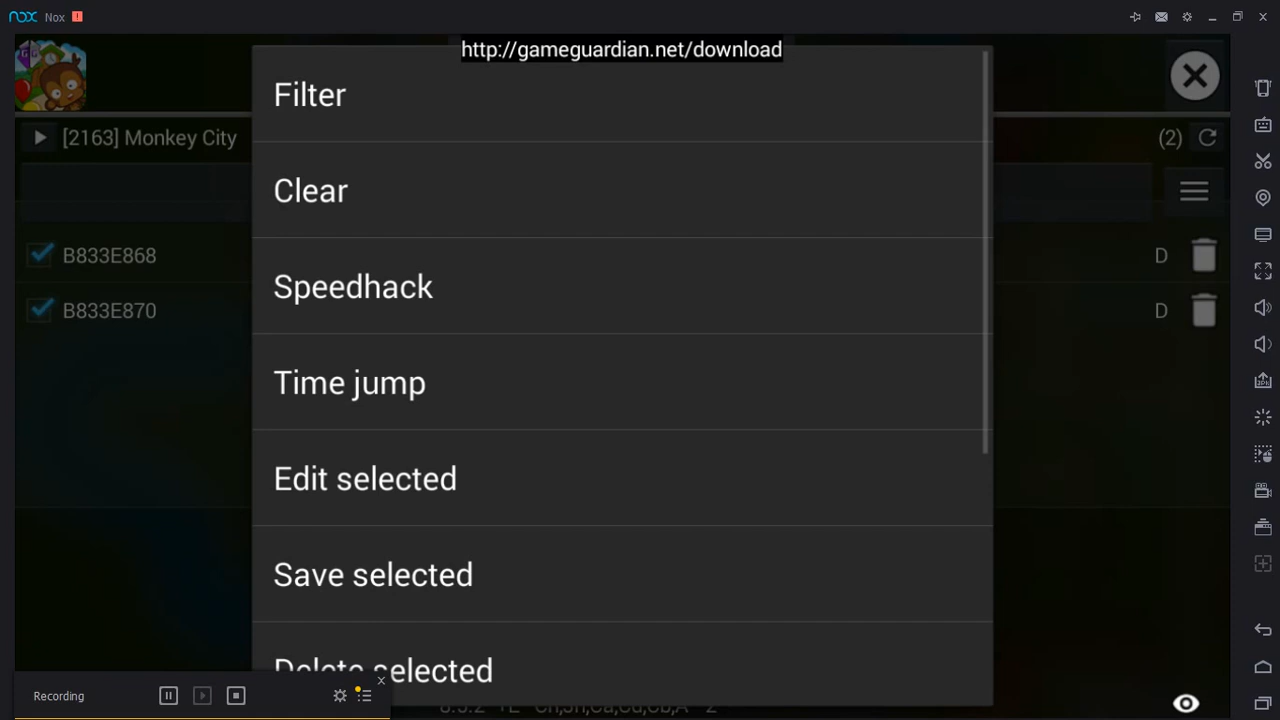 nox Nox
http://gameguardian.net/download
Filter
[2163] Monkey City
(2)
Clear
B833E868
D
Speedhack
B833E870
D
Time jump
Edit selected
Save selected
Delete selected
Recording